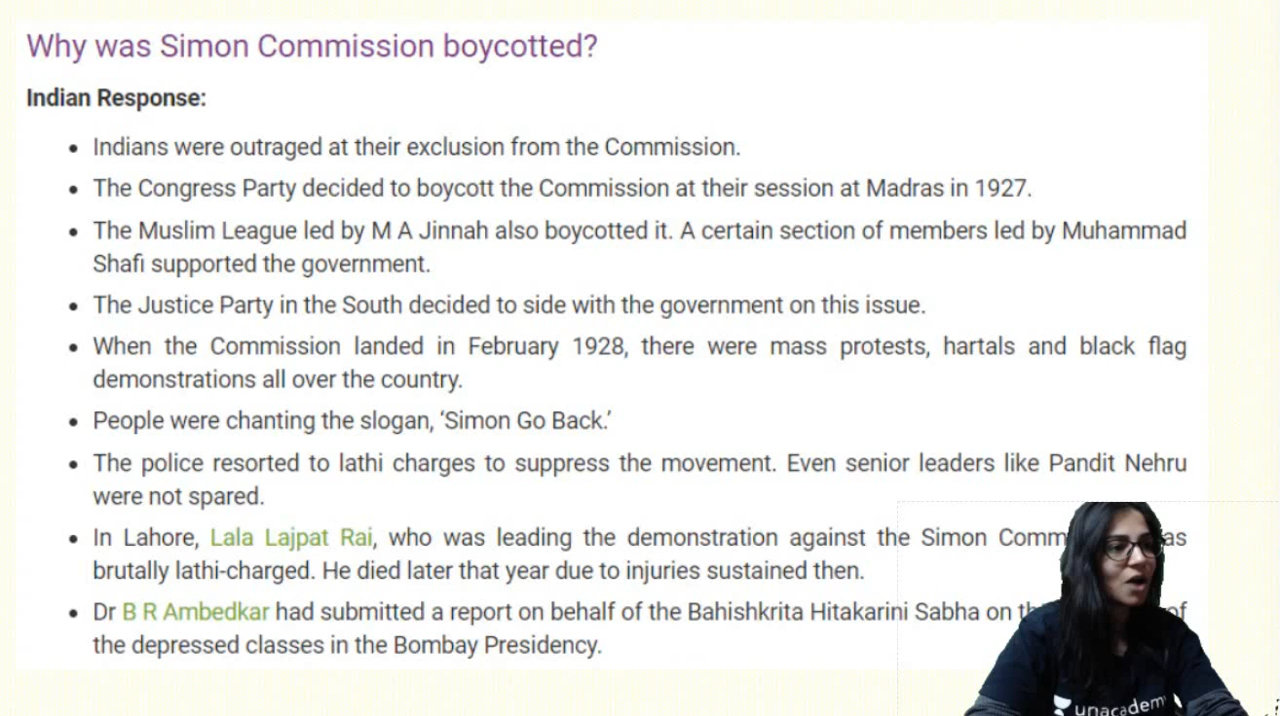 Why was Simon Commission boycotted?
Indian Response:
• Indians were outraged at their exclusion from the Commission.
• The Congress Party decided to boycott the Commission at their session at Madras in 1927.
• The Muslim League led by M A Jinnah also boycotted it. A certain section of members led by Muhammad
Shafi supported the government.
• The Justice Party in the South decided to side with the government on this issue.
• When the Commission landed in February 1928, there were mass protests, hartals and black flag
demonstrations all over the country.
• People were chanting the slogan, ‘Simon Go Back.’
• The police resorted to lathi charges to suppress the movement. Even senior leaders like Pandit Nehru
were not spared.
• In Lahore, Lala Lajpat Rai, who was leading the demonstration against the Simon
brutally lathi-charged. He died later that year due to injuries sustained then.
• Dr B R Ambedkar had submitted a report on behalf of the Bahishkrita Hitakarini Sabha on of
the depressed classes in the Bombay Presidency.
unacademy